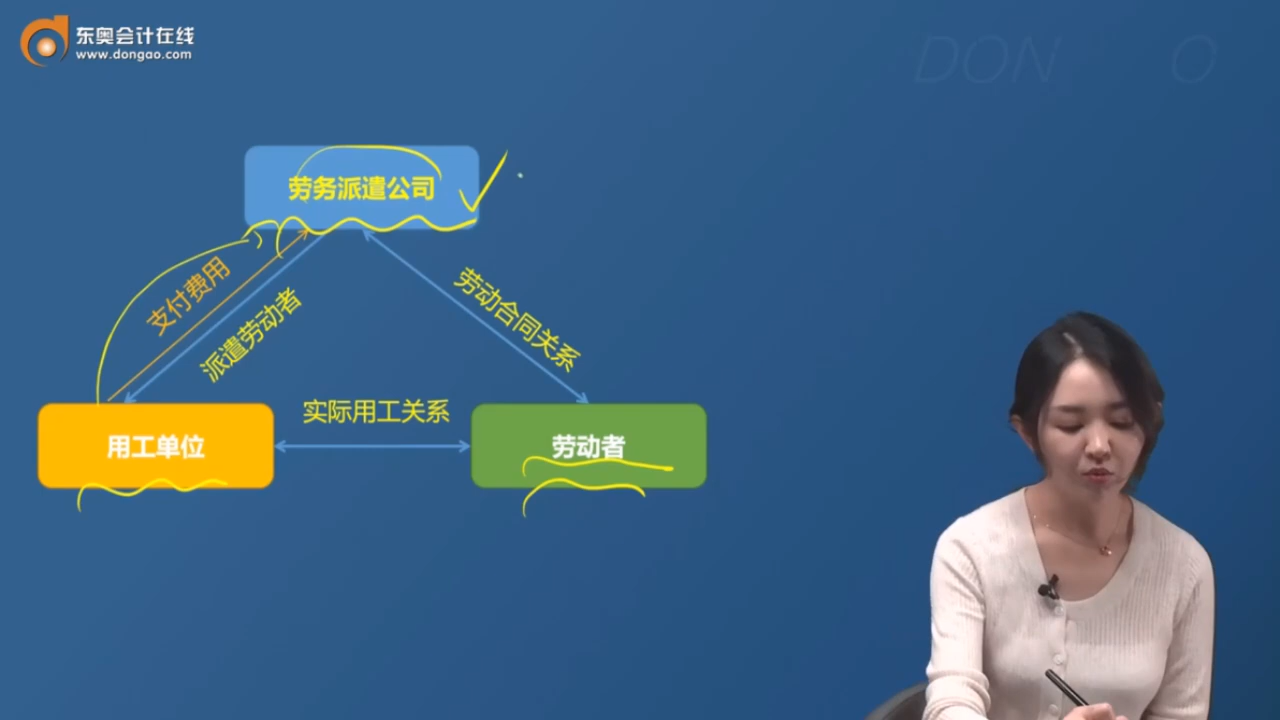 东奥会计在线
www.dongao.com
DON O
劳务派遣公司
支付费用
派遣劳动者
劳动合同关系
实际用工关系
用工单位
劳动者